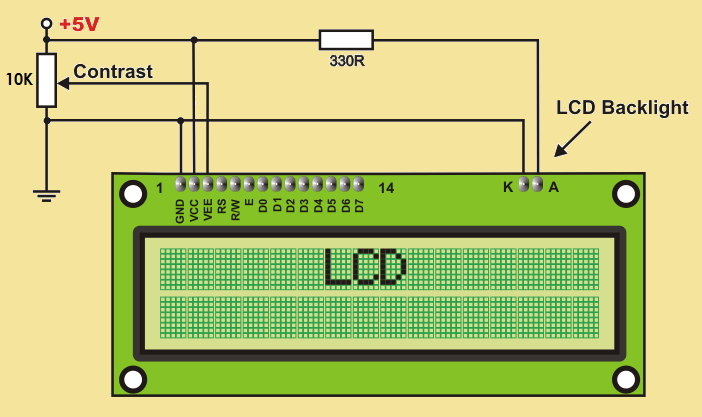 +5V
330R
10K
Contrast
LCD Backlight
1
14
K
A
GND
VCC
VEE
RS
R/W
E
D0
D1
D2
D3
D4
D5
D6
D7
LCD